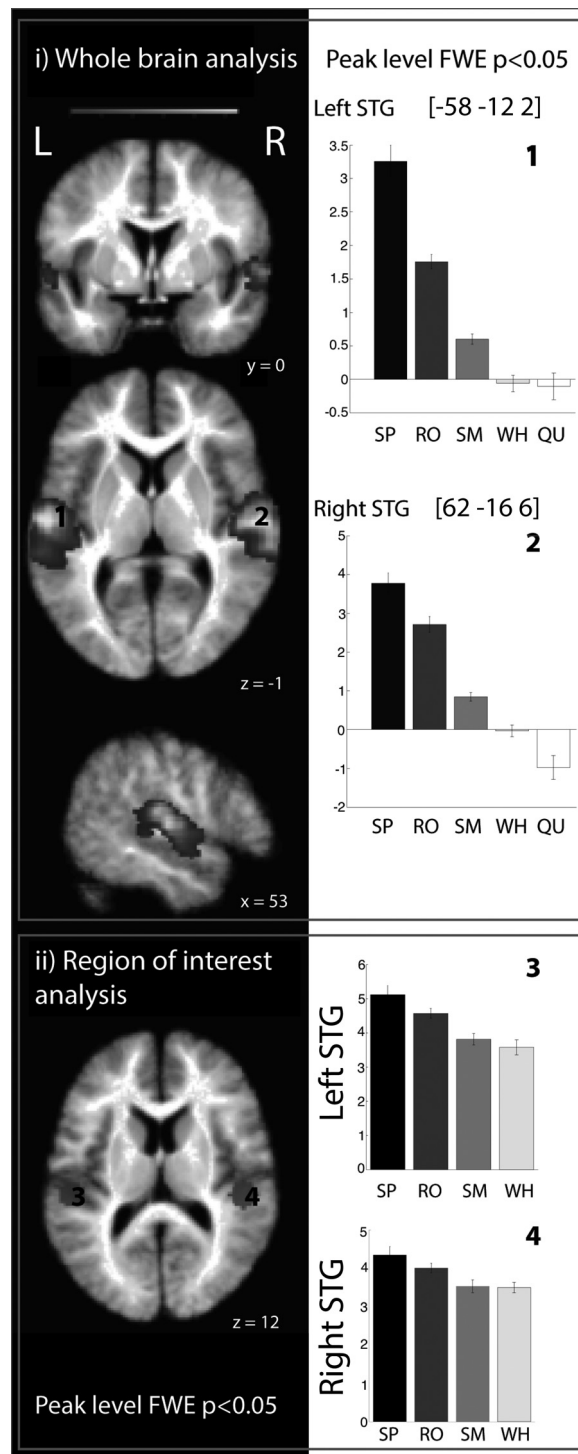 i) Whole brain analysis
Peak level FWE p<0.05
Left STG [-58 -12 2]
L R
1
3.5
3
2.5
2
1.5
1
0.5
0
-0.5
SP RO SM WH QU
y = 0
1 2
z = -1
Right STG [62 -16 6]
2
5
4
3
2
1
0
-1
-2
SP RO SM WH QU
x = 53
ii) Region of interest
analysis
3 4
z = 12
Peak level FWE p<0.05
3
Left STG
6
5
4
3
2
1
0
SP RO SM WH
4
Right STG
5
4
3
2
1
0
SP RO SM WH